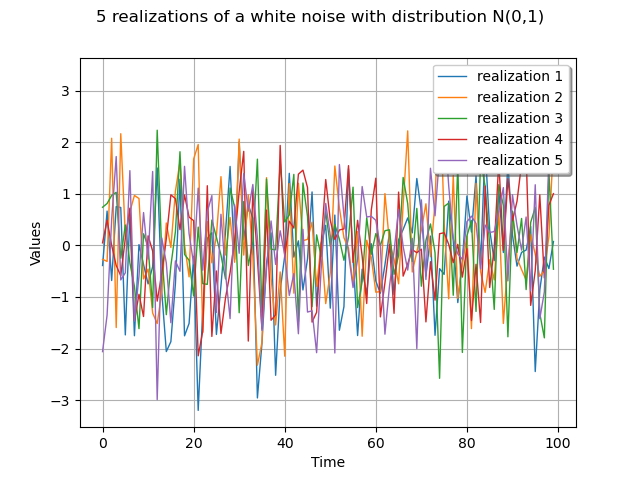 5 realizations of a white noise with distribution N(0,1)
realization 1
realization 2
realization 3
realization 4
realization 5
Values
3
2
1
0
−1
−2
−3
0
20
40
60
80
100
Time